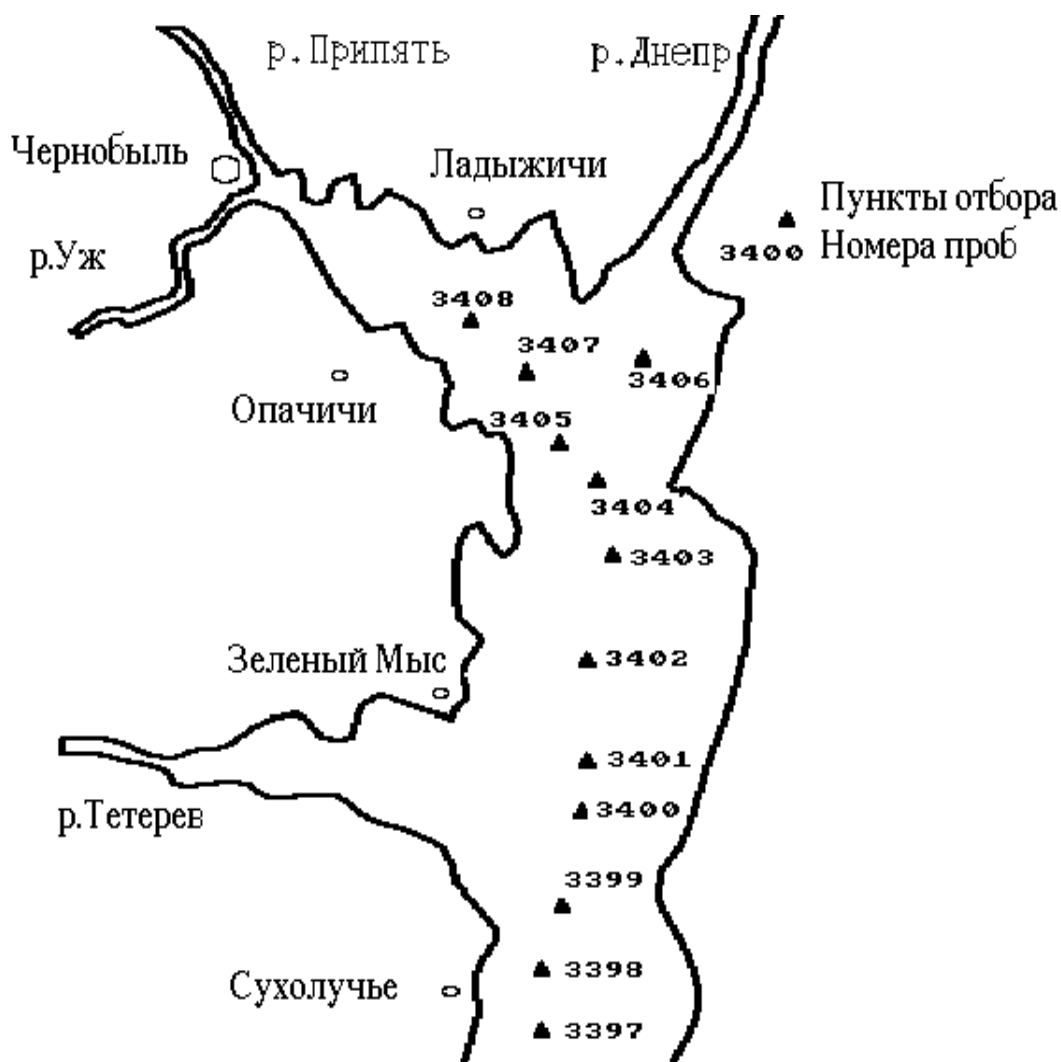 р.Припять
р.Днепр
Чернобыль
Ладыжичи
Пункты отбора
3400 Номера проб
р.Уж
3408
3407
3406
Опачичи
3405
3404
3403
Зеленый Мыс
3402
3401
3400
р.Тетерев
3399
3398
Сухолучье
3397